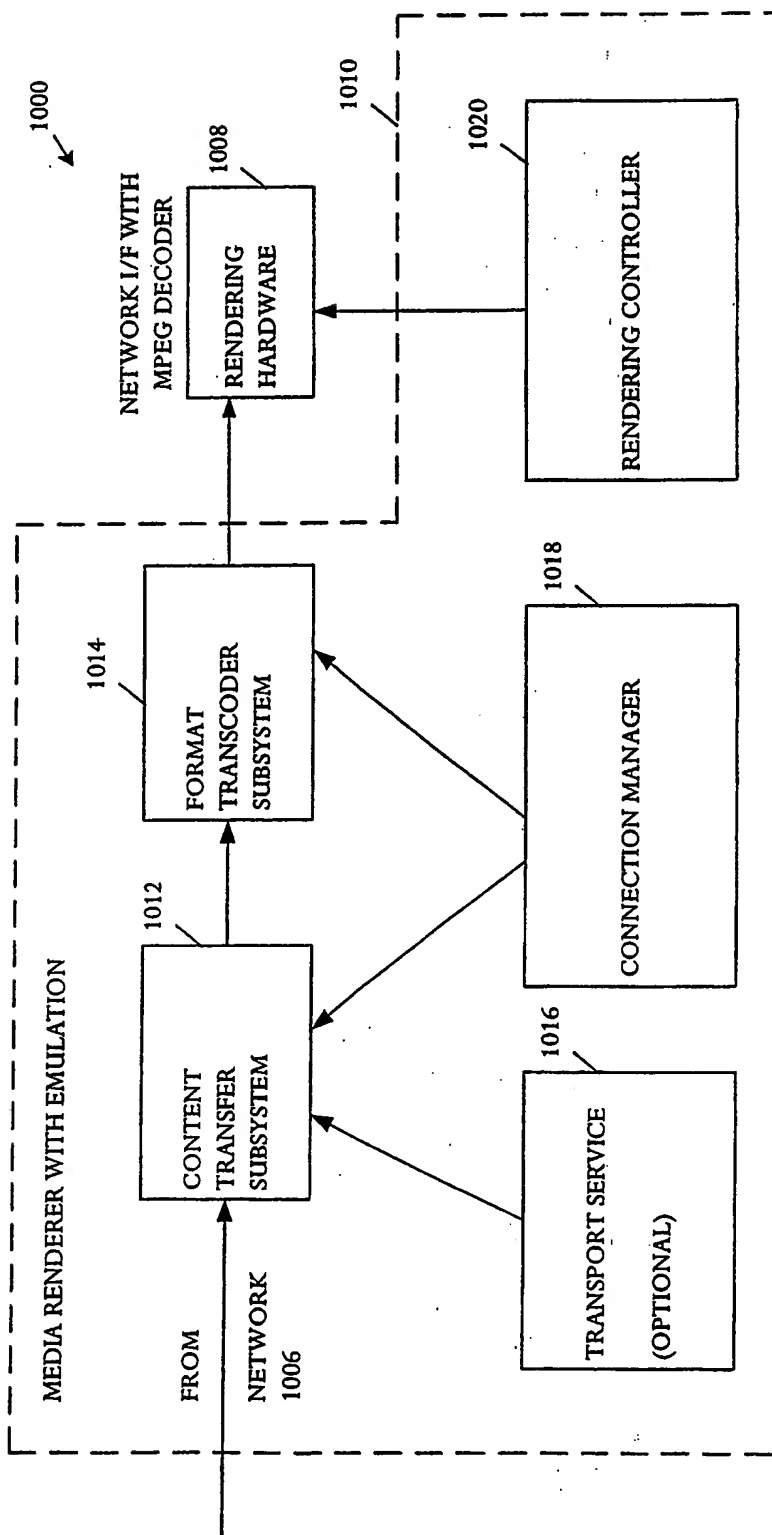 1000
NETWORK I/F WITH
MPEG DECODER
1008
RENDERING
HARDWARE
1010
MEDIA RENDERER WITH EMULATION
1014
FORMAT
TRANSCODER
SUBSYSTEM
1012
CONTENT
TRANSFER
SUBSYSTEM
FROM
NETWORK
1006
1016
TRANSPORT SERVICE
(OPTIONAL)
1018
CONNECTION MANAGER
1020
RENDERING CONTROLLER